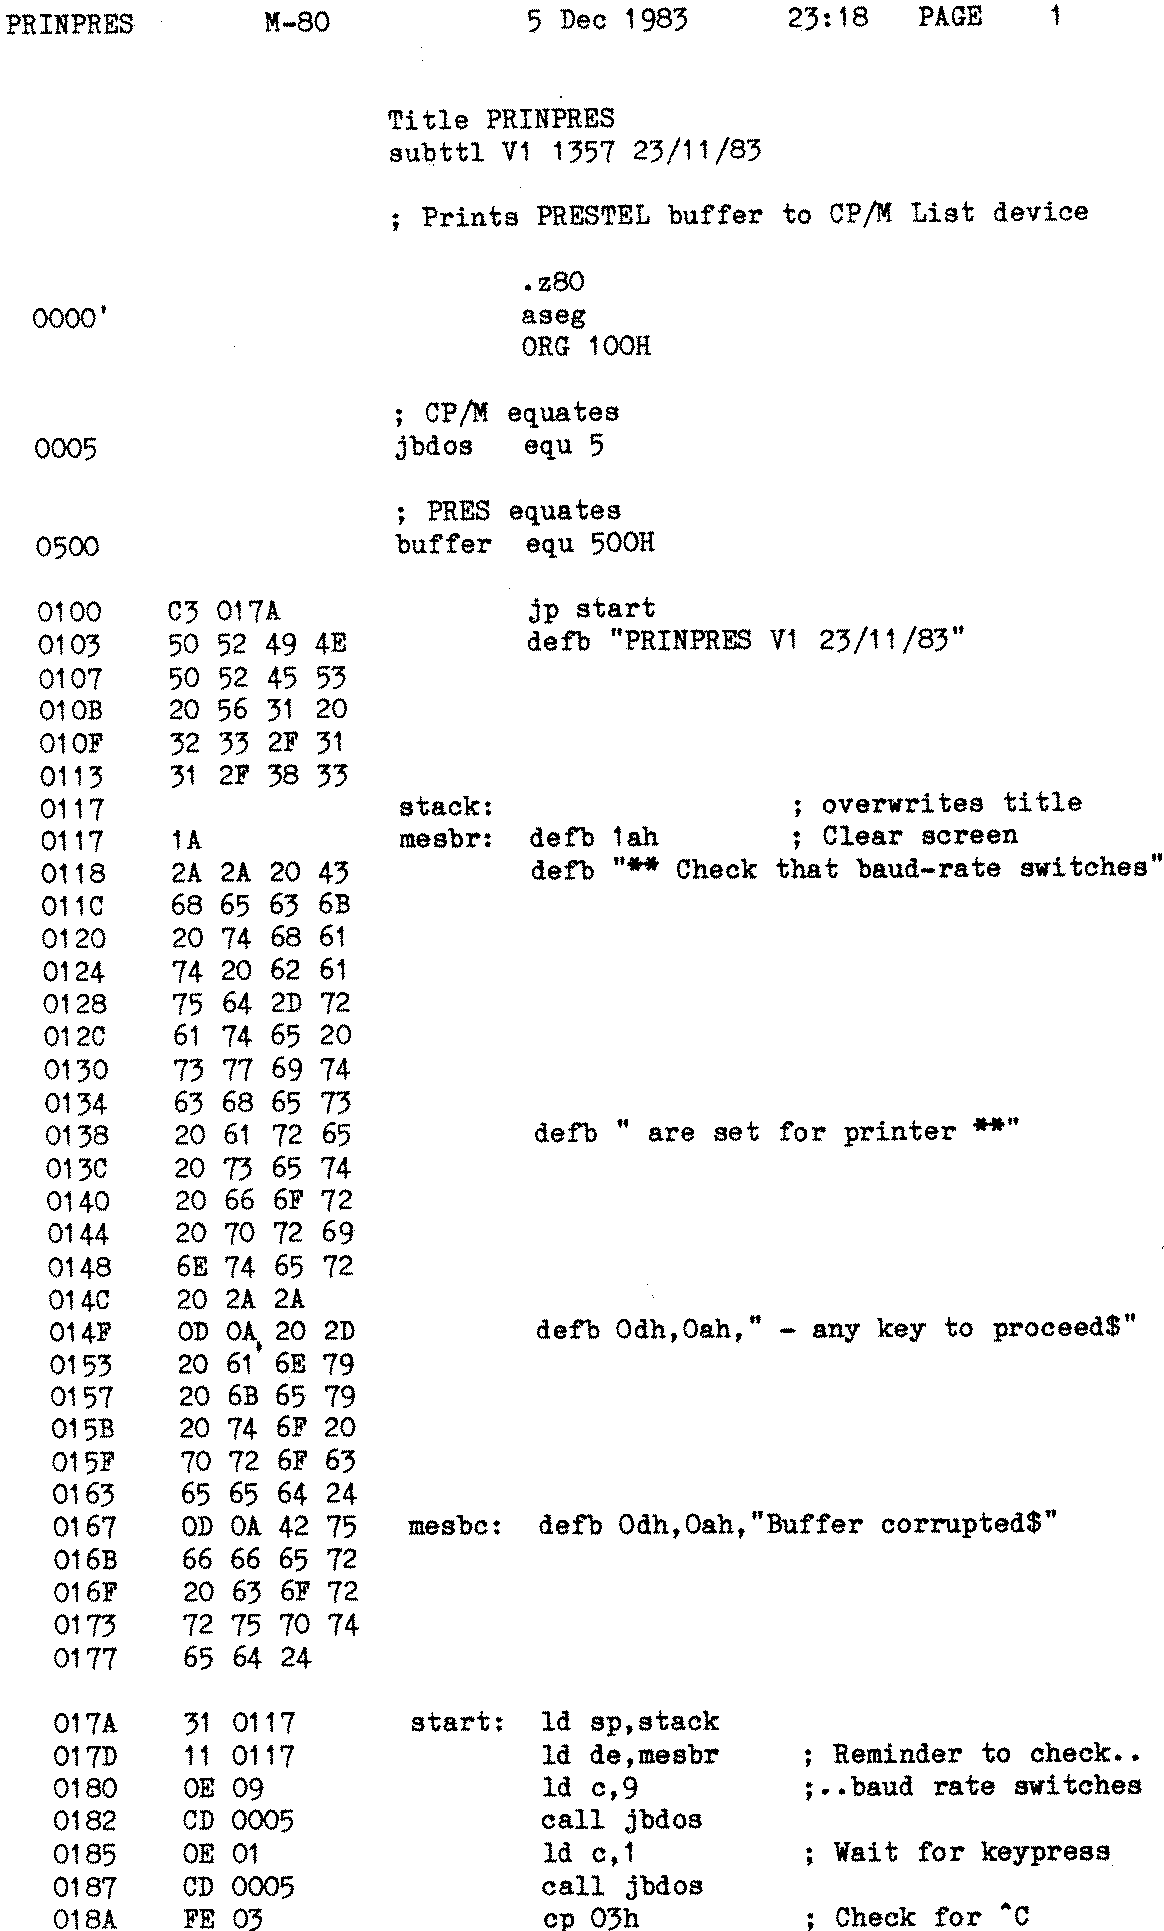 PRINPRES M-80 5 Dec 1983 23:18 PAGE 1
Title PRINPRES
subttl V1 1357 23/11/83
; Prints PRESTEL buffer to CP/M List device
.z80
0000' aseg
ORG 100H
; CP/M equates
0005 jbdos equ 5
; PRES equates
0500 buffer equ 500H
0100 C3 017A jp start
0103 50 52 49 4E defb "PRINPRES V1 23/11/83"
0107 50 52 45 53
010B 20 56 31 20
010F 32 33 2F 31
0113 31 2F 38 33
0117 stack: ; overwrites title
0117 1A mesbr: defb 1ah ; Clear screen
0118 2A 2A 20 43 defb "** Check that baud-rate switches"
011C 68 65 63 6B
0120 20 74 68 61
0124 74 20 62 61
0128 75 64 2D 72
012C 61 74 65 20
0130 73 77 69 74
0134 63 68 65 73
0138 20 61 72 65 defb " are set for printer **"
013C 20 73 65 74
0140 20 66 6F 72
0144 20 70 72 69
0148 6E 74 65 72
014C 20 2A 2A
014F 0D 0A 20 2D defb 0dh,0ah," - any key to proceed$"
0153 20 61 6E 79
0157 20 6B 65 79
015B 20 74 6F 20
015F 70 72 6F 63
0163 65 65 64 24
0167 0D 0A 42 75 mesbc: defb 0dh,0ah,"Buffer corrupted$"
016B 66 66 65 72
016F 20 63 6F 72
0173 72 75 70 74
0177 65 64 24
017A 31 0117 start: ld sp,stack
017D 11 0117 ld de,mesbr ; Reminder to check..
0180 0E 09 ld c,9 ;..baud rate switches
0182 CD 0005 call jbdos
0185 0E 01 ld c,1 ; Wait for keypress
0187 CD 0005 call jbdos
018A FE 03 cp 03h ; Check for ^C